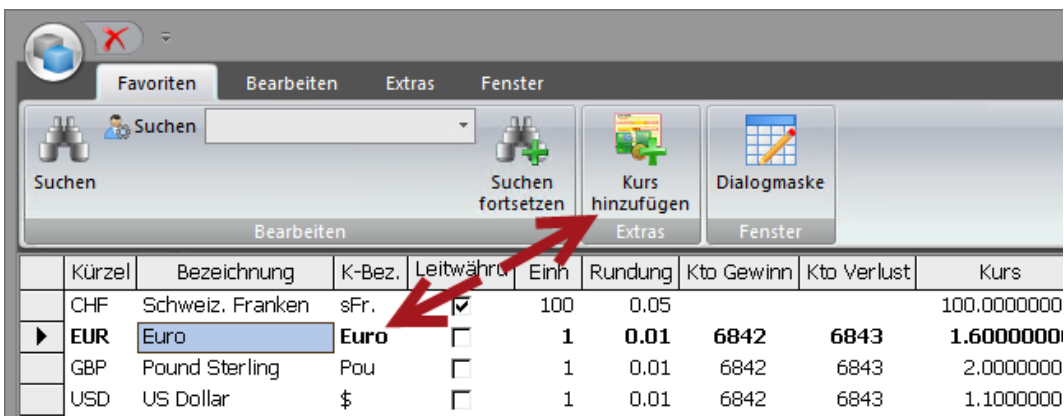 Favoriten Bearbeiten Extras Fenster
Suchen
Suchen
Suchen
fortsetzen
Bearbeiten
Kurs
hinzufügen
Extras
Dialogmaske
Fenster
Kürzel Bezeichnung K-Bez. Leitwähru Einh Rundung Kto Gewinn Kto Verlust Kurs
CHF Schweiz. Franken sFr. 100 0.05 100.0000000
EUR Euro Euro 1 0.01 6842 6843 1.6000000
GBP Pound Sterling Pou 1 0.01 6842 6843 2.0000000
USD US Dollar $ 1 0.01 6842 6843 1.1000000